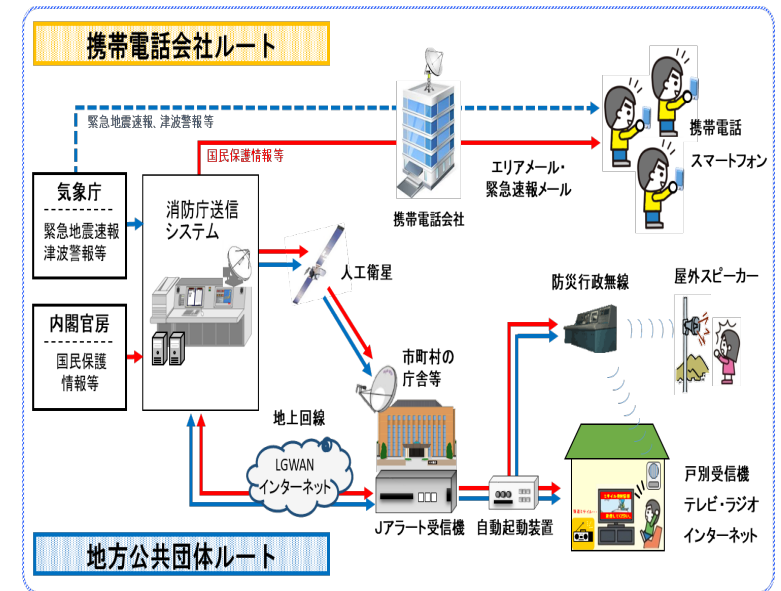 携帯電話会社ルート
緊急地震速報、津波警報等
国民保護情報等
携帯電話
スマートフォン
エリアメール・
緊急速報メール
携帯電話会社
気象庁
緊急地震速報
津波警報等
消防庁送信
システム
人工衛星
内閣官房
国民保護
情報等
防災行政無線
屋外スピーカー
市町村の
庁舎等
地上回線
LGWAN
インターネット
Jアラート受信機
自動起動装置
戸別受信機
テレビ・ラジオ
インターネット
地方公共団体ルート